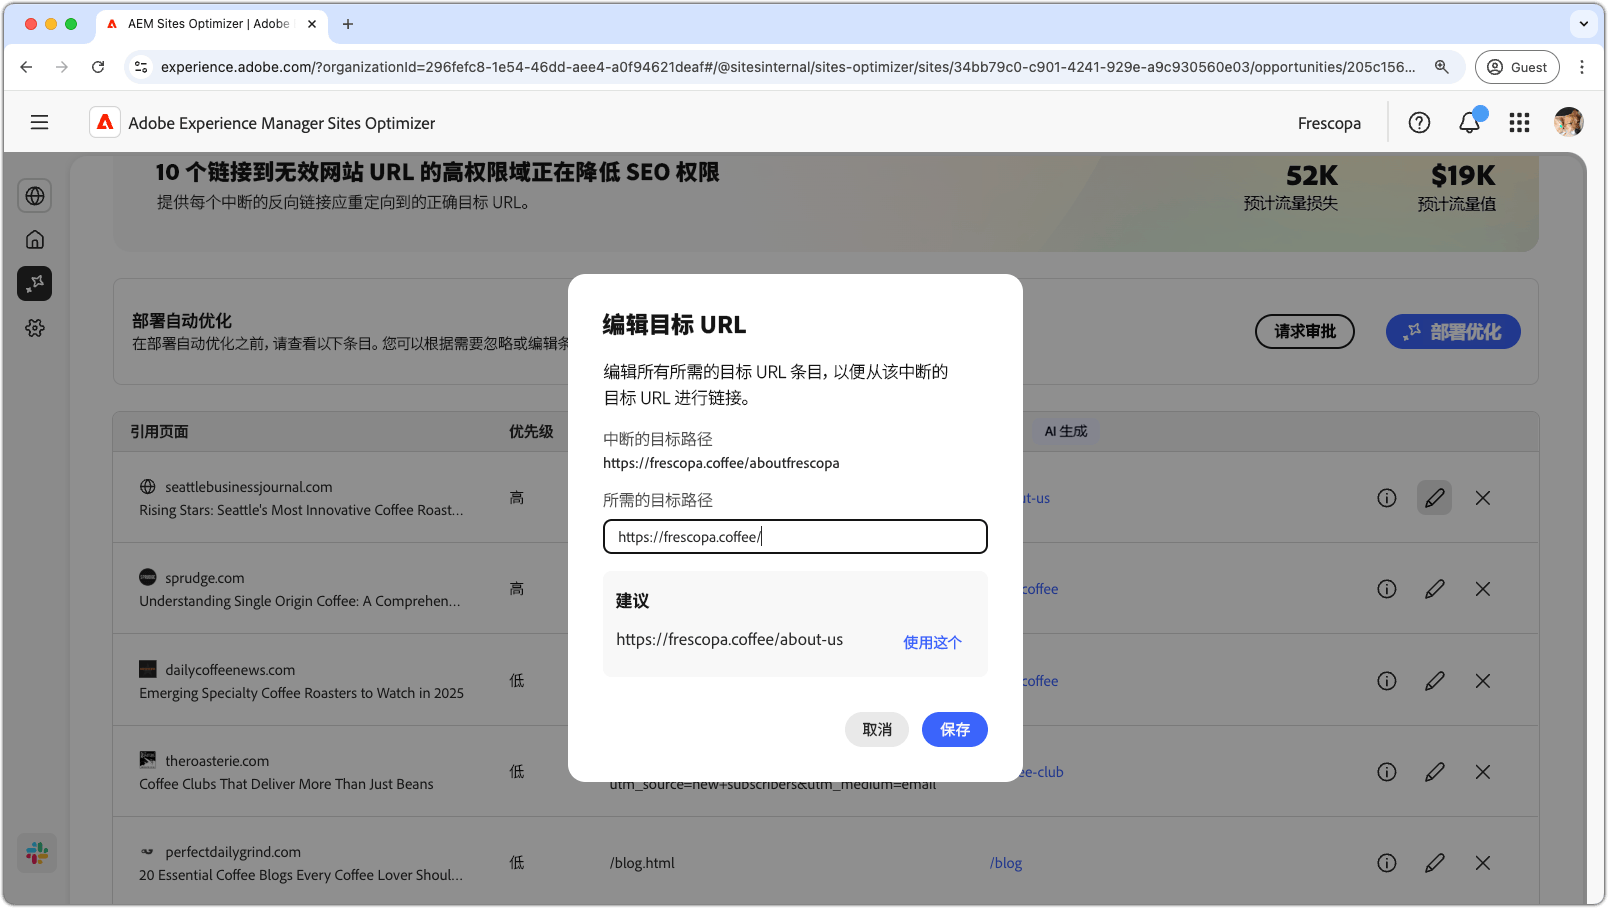 AEM Sites Optimizer | Adobe
experience.adobe.com/?organizationId=296fefc8-1e54-46dd-aee4-a0f94621deaf#/@sitesinternal/sites-optimizer/sites/34bb79c0-c901-4241-929e-a9c930560e03/opportunities/205c156...
Guest
Adobe Experience Manager Sites Optimizer
Frescopa
10 个链接到无效网站 URL 的高权限域正在降低 SEO 权限
提供每个中断的反向链接应重定向到的正确目标 URL。
52K
预计流量损失
$19K
预计流量值
部署自动优化
在部署自动优化之前，请查看以下条目。您可以根据需要忽略或编辑条
请求审批
部署优化
引用页面
优先级
AI 生成
seattlebusinessjournal.com
Rising Stars: Seattle's Most Innovative Coffee Roast...
高
ut-us
sprudge.com
Understanding Single Origin Coffee: A Comprehen...
高
coffee
dailycoffeenews.com
Emerging Specialty Coffee Roasters to Watch in 2025
低
coffee
theroasterie.com
Coffee Clubs That Deliver More Than Just Beans
低
utm_source=new+subscribers&utm_medium=email
ee-club
perfectdailygrind.com
20 Essential Coffee Blogs Every Coffee Lover Shoul...
低
/blog.html
/blog
编辑目标 URL
编辑所有所需的目标 URL 条目，以便从该中断的
目标 URL 进行链接。
中断的目标路径
https://frescopa.coffee/aboutfrescopa
所需的目标路径
https://frescopa.coffee/
建议
https://frescopa.coffee/about-us
使用这个
取消
保存